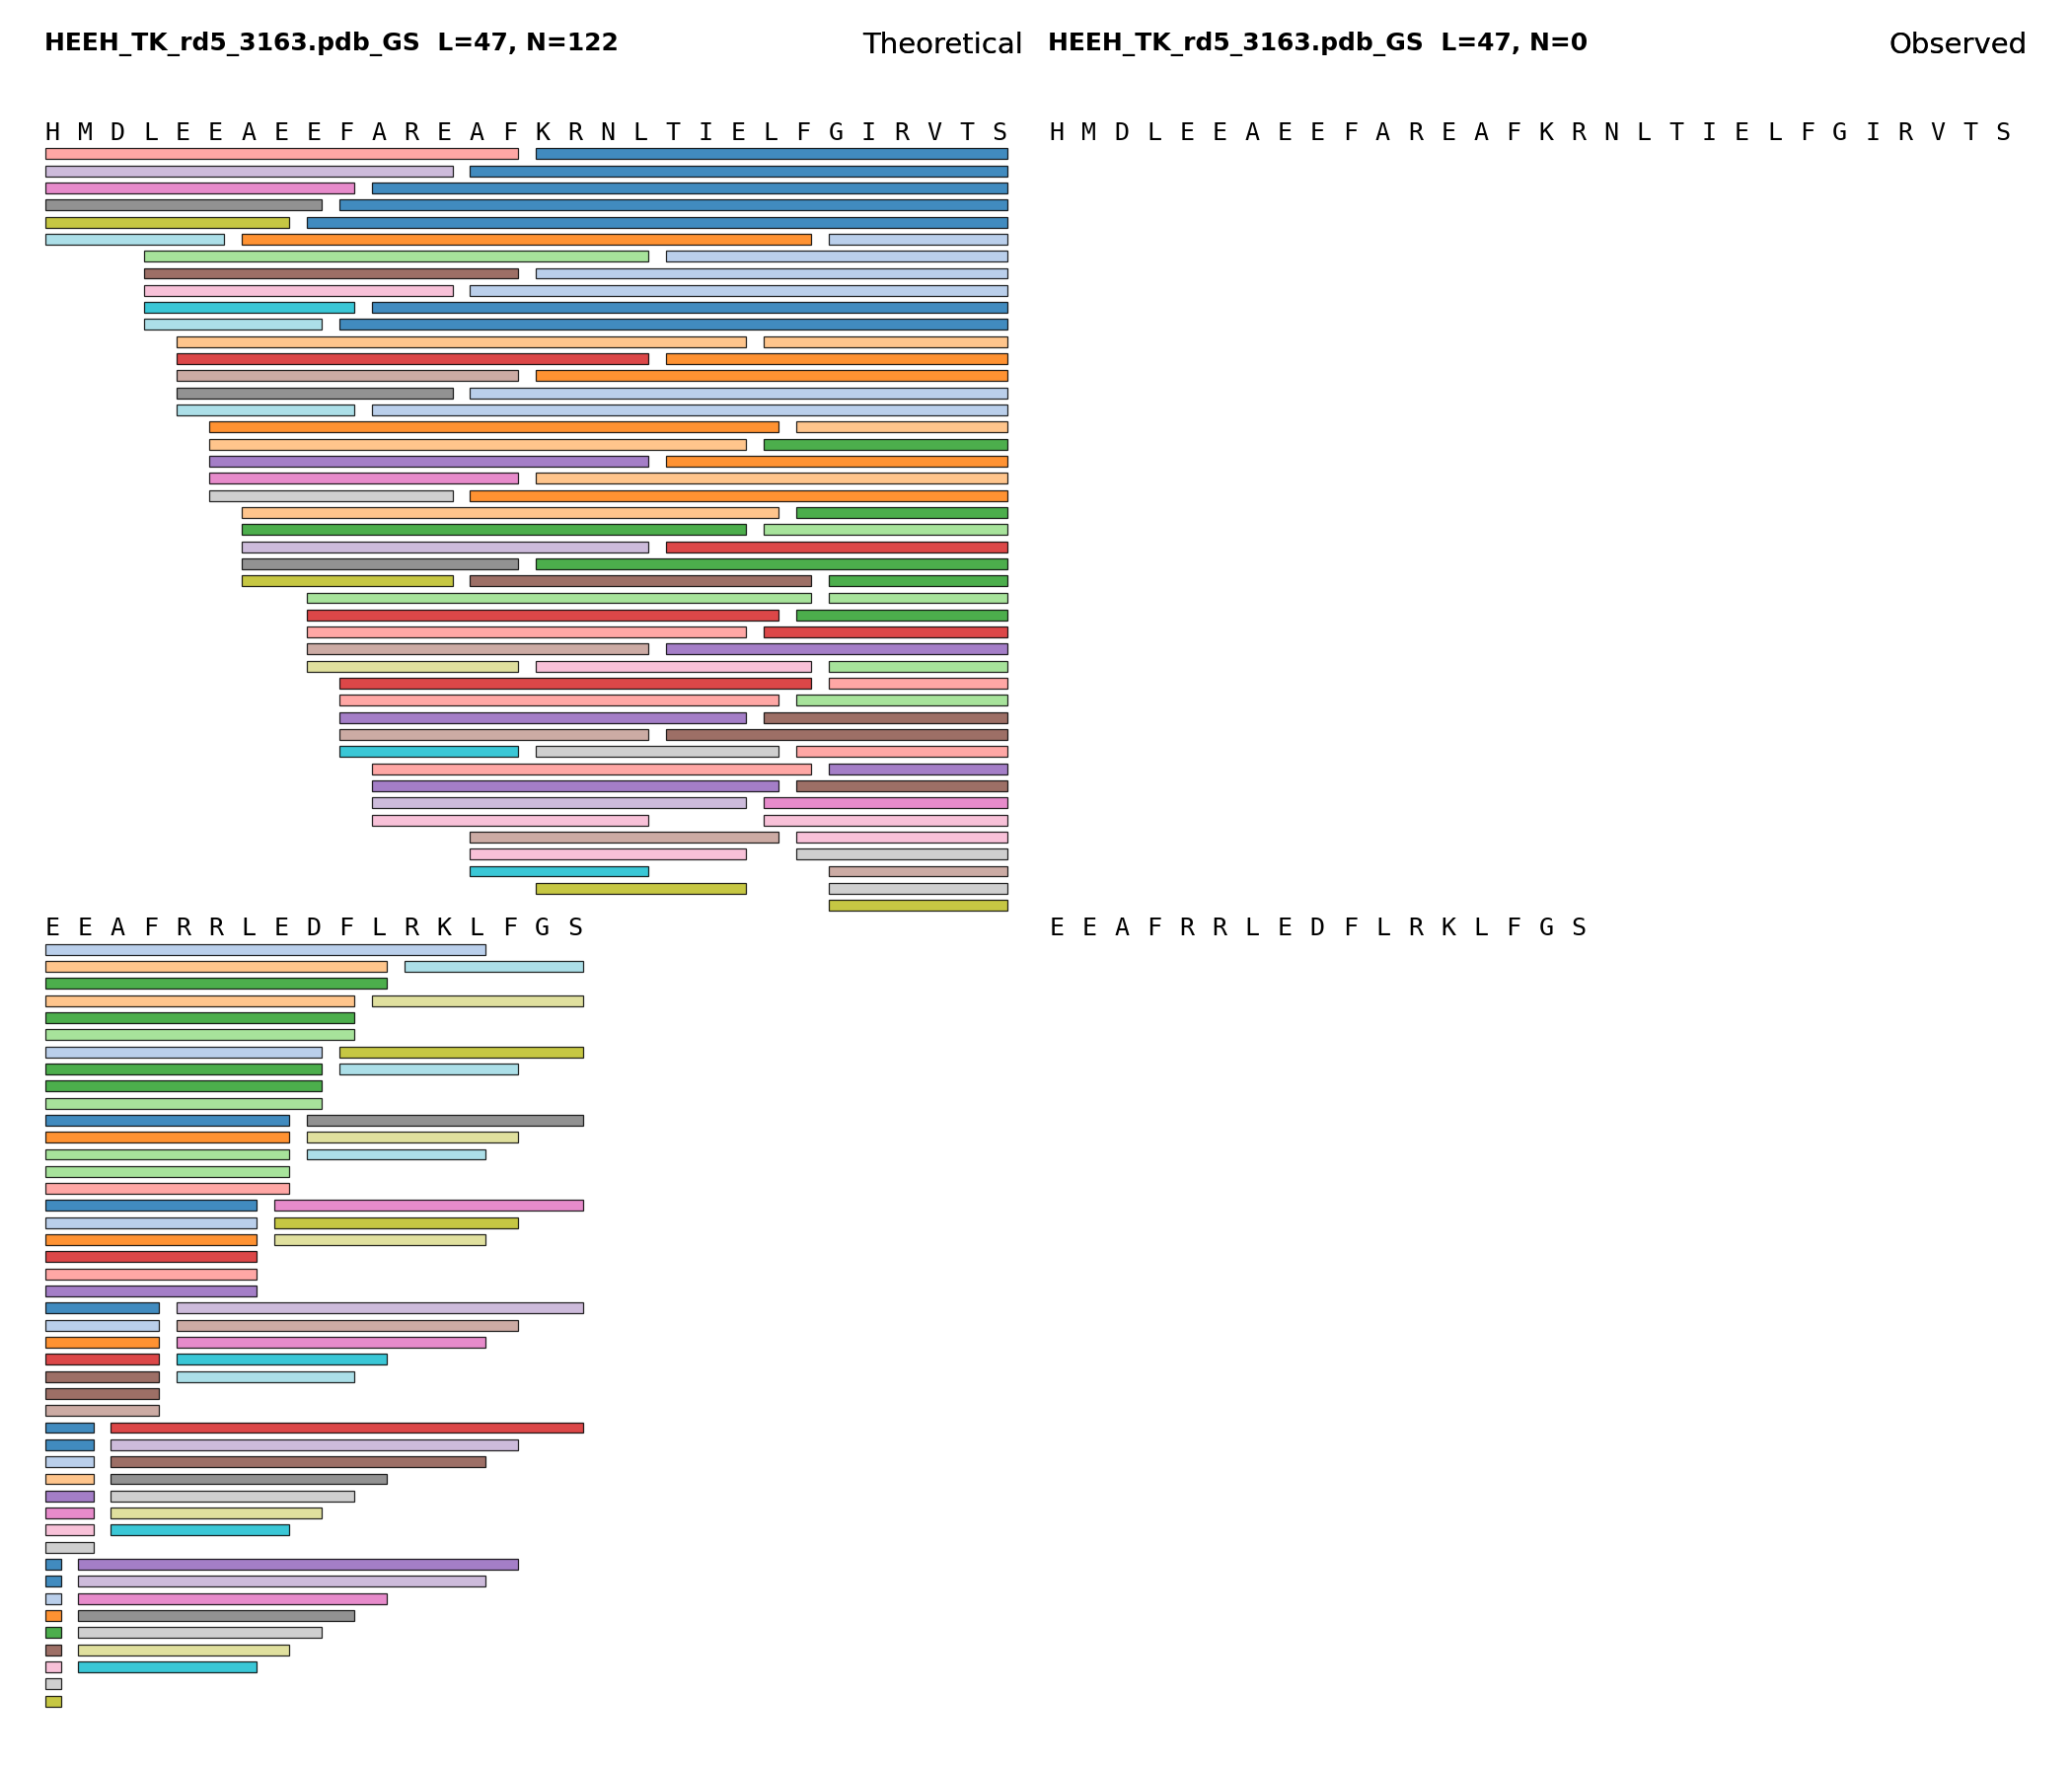 HEEH_TK_rd5_3163.pdb_GS L=47, N=122 Theoretical
HEEH_TK_rd5_3163.pdb_GS L=47, N=0 Observed
H M D L E E A E E F A R E A F K R N L T I E L F G I R V T S
H M D L E E A E E F A R E A F K R N L T I E L F G I R V T S
E E A F R R L E D F L R K L F G S
E E A F R R L E D F L R K L F G S